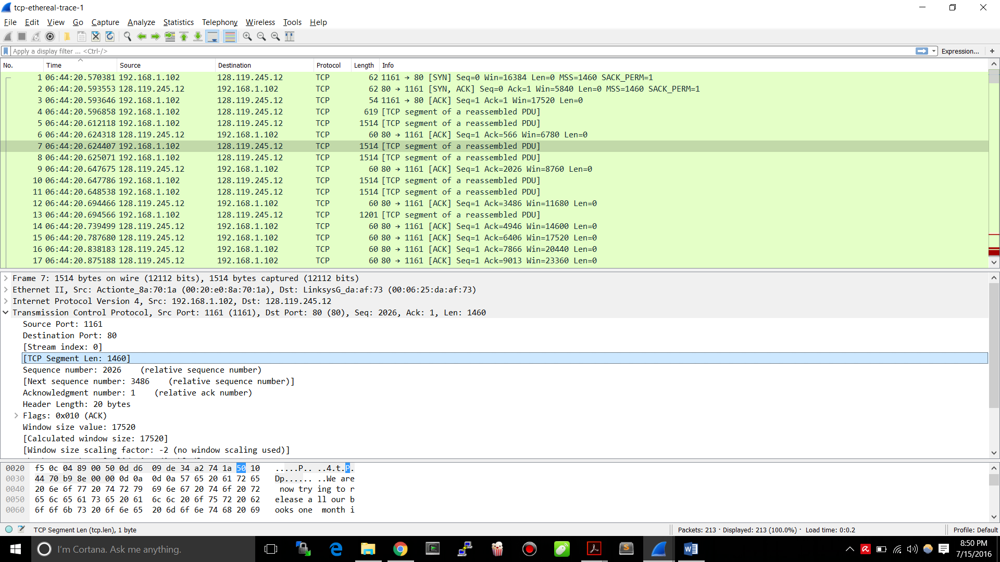 tcp-ethereal-trace-1
File Edit View Go Capture Analyze Statistics Telephony Wireless Tools Help
Apply a display filter ... <Ctrl-/> Expression... +
No. Time Source Destination Protocol Length Info
1 06:44:20.570381 192.168.1.102 128.119.245.12 TCP 62 1161 → 80 [SYN] Seq=0 Win=16384 Len=0 MSS=1460 SACK_PERM=1
2 06:44:20.593553 128.119.245.12 192.168.1.102 TCP 62 80 → 1161 [SYN, ACK] Seq=0 Ack=1 Win=5840 Len=0 MSS=1460 SACK_PERM=1
3 06:44:20.593646 192.168.1.102 128.119.245.12 TCP 54 1161 → 80 [ACK] Seq=1 Ack=1 Win=17520 Len=0
4 06:44:20.596858 192.168.1.102 128.119.245.12 TCP 619 [TCP segment of a reassembled PDU]
5 06:44:20.612118 192.168.1.102 128.119.245.12 TCP 1514 [TCP segment of a reassembled PDU]
6 06:44:20.624318 128.119.245.12 192.168.1.102 TCP 60 80 → 1161 [ACK] Seq=1 Ack=566 Win=6780 Len=0
7 06:44:20.624407 192.168.1.102 128.119.245.12 TCP 1514 [TCP segment of a reassembled PDU]
8 06:44:20.625071 192.168.1.102 128.119.245.12 TCP 1514 [TCP segment of a reassembled PDU]
9 06:44:20.647675 128.119.245.12 192.168.1.102 TCP 60 80 → 1161 [ACK] Seq=1 Ack=2026 Win=8760 Len=0
10 06:44:20.647786 192.168.1.102 128.119.245.12 TCP 1514 [TCP segment of a reassembled PDU]
11 06:44:20.648538 192.168.1.102 128.119.245.12 TCP 1514 [TCP segment of a reassembled PDU]
12 06:44:20.694466 128.119.245.12 192.168.1.102 TCP 60 80 → 1161 [ACK] Seq=1 Ack=3486 Win=11680 Len=0
13 06:44:20.694566 192.168.1.102 128.119.245.12 TCP 1201 [TCP segment of a reassembled PDU]
14 06:44:20.739499 128.119.245.12 192.168.1.102 TCP 60 80 → 1161 [ACK] Seq=1 Ack=4946 Win=14600 Len=0
15 06:44:20.787680 128.119.245.12 192.168.1.102 TCP 60 80 → 1161 [ACK] Seq=1 Ack=6406 Win=17520 Len=0
16 06:44:20.838183 128.119.245.12 192.168.1.102 TCP 60 80 → 1161 [ACK] Seq=1 Ack=7866 Win=20440 Len=0
17 06:44:20.875188 128.119.245.12 192.168.1.102 TCP 60 80 → 1161 [ACK] Seq=1 Ack=9013 Win=23360 Len=0
Frame 7: 1514 bytes on wire (12112 bits), 1514 bytes captured (12112 bits)
Ethernet II, Src: Actionte_8a:70:1a (00:20:e0:8a:70:1a), Dst: LinksysG_da:af:73 (00:06:25:da:af:73)
Internet Protocol Version 4, Src: 192.168.1.102, Dst: 128.119.245.12
Transmission Control Protocol, Src Port: 1161 (1161), Dst Port: 80 (80), Seq: 2026, Ack: 1, Len: 1460
Source Port: 1161
Destination Port: 80
[Stream index: 0]
[TCP Segment Len: 1460]
Sequence number: 2026    (relative sequence number)
[Next sequence number: 3486    (relative sequence number)]
Acknowledgment number: 1    (relative ack number)
Header Length: 20 bytes
Flags: 0x010 (ACK)
Window size value: 17520
[Calculated window size: 17520]
[Window size scaling factor: -2 (no window scaling used)]
0020 f5 0c 04 89 00 50 0d d6 09 de 34 a2 74 1a 50 10 .....P.. ..4.t.P.
0030 44 70 b9 8e 00 00 0d 0a 0d 0a 57 65 20 61 72 65 Dp...... ..We are
0040 20 6e 6f 77 20 74 72 79 69 6e 67 20 74 6f 20 72 now try ing to r
0050 65 6c 65 61 73 65 20 61 6c 6c 20 6f 75 72 20 62 elease a ll our b
0060 6f 6f 6b 73 20 6f 6e 65 20 6d 6f 6e 74 68 20 69 ooks one month i
TCP Segment Len (tcp.len), 1 byte Packets: 213 · Displayed: 213 (100.0%) · Load time: 0:0.2 Profile: Default
I'm Cortana. Ask me anything.
8:50 PM
7/15/2016